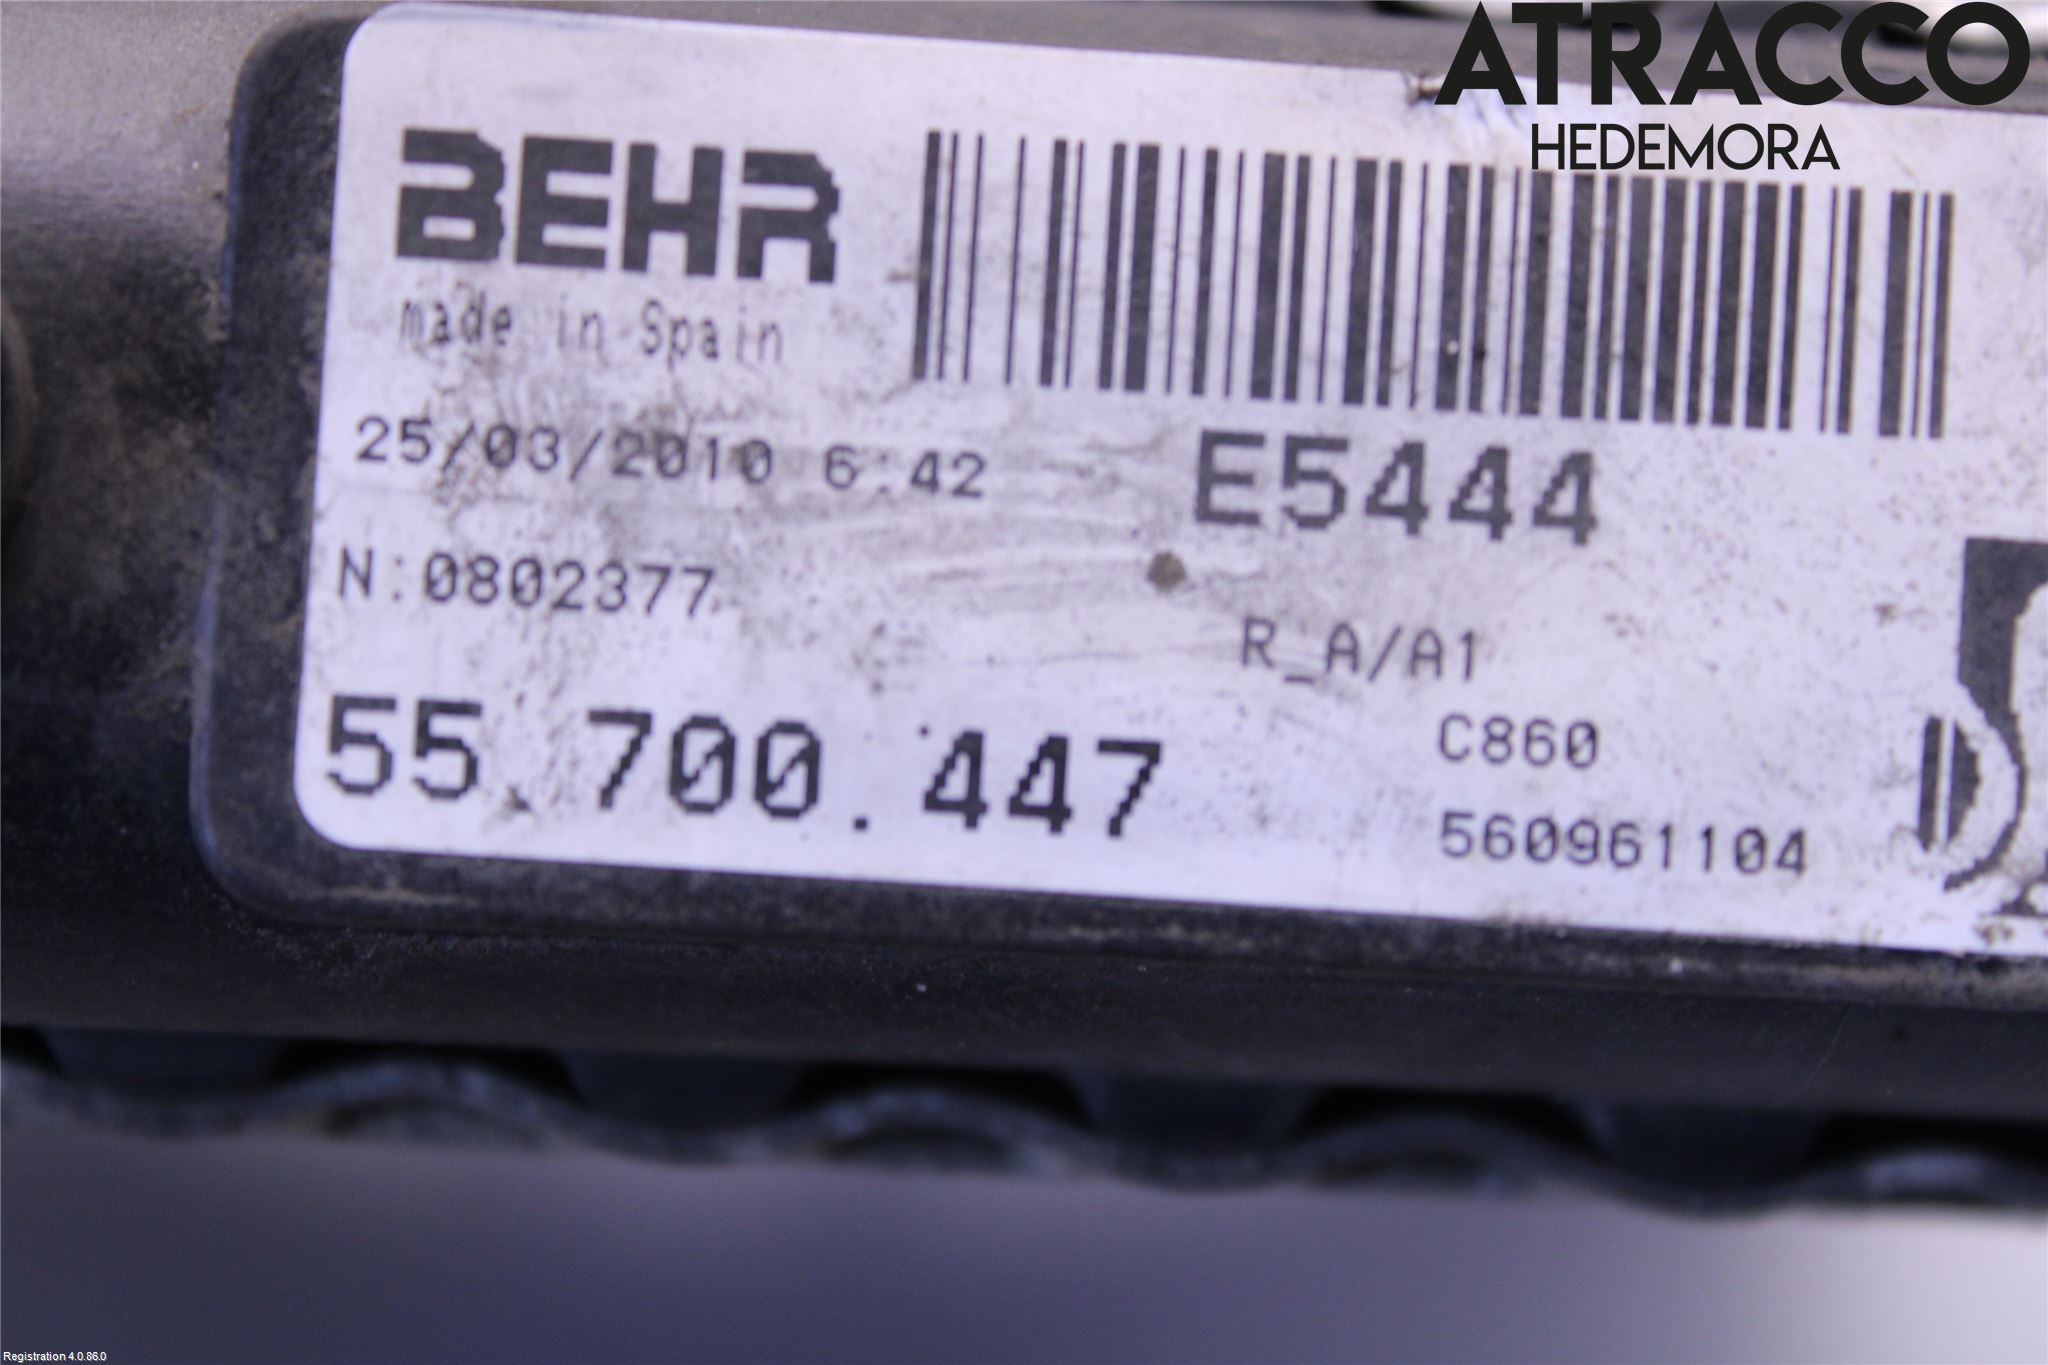 ATRACCO
HEDEMORA
BEHR
made in Spain
25/03/2010 6:42
E5444
N:0802377
R_A/A1
55.700.447
C860
560961104
Registration 4.0.86.0